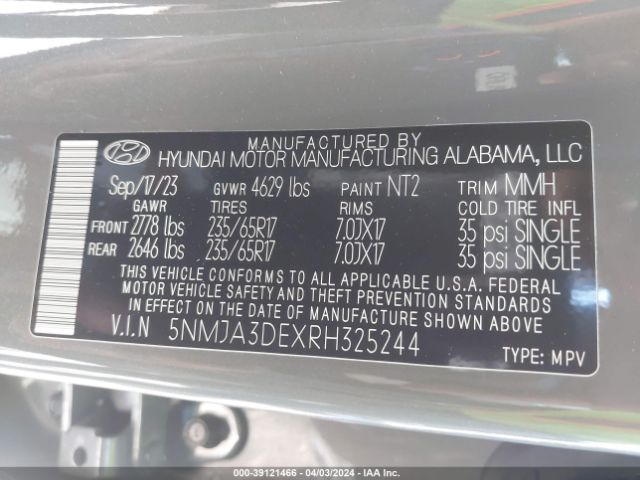 MANUFACTURED BY
HYUNDAI MOTOR MANUFACTURING ALABAMA, LLC
Sep/17/23 GVWR 4629 lbs PAINT NT2 TRIM MMH
GAWR TIRES RIMS COLD TIRE INFL
FRONT 2778 lbs 235/65R17 7.0JX17 35 psi SINGLE
REAR 2646 lbs 235/65R17 7.0JX17 35 psi SINGLE
THIS VEHICLE CONFORMS TO ALL APPLICABLE U.S.A. FEDERAL
MOTOR VEHICLE SAFETY AND THEFT PREVENTION STANDARDS
IN EFFECT ON THE DATE OF MANUFACTURE SHOWN ABOVE
V.I.N 5NMJA3DEXRH325244
TYPE: MPV
000-39121466 - 04/03/2024 - IAA